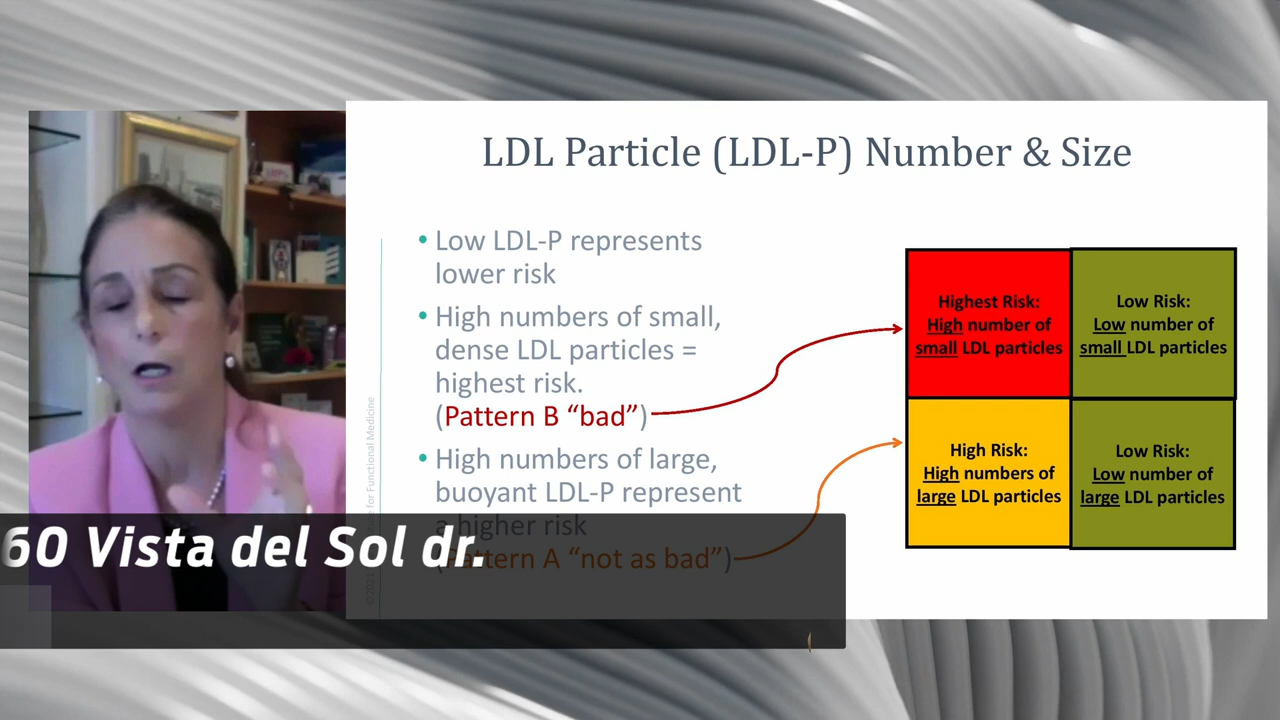 LDL Particle (LDL-P) Number & Size
• Low LDL-P represents
lower risk
• High numbers of small,
dense LDL particles =
highest risk.
(Pattern B “bad”)
• High numbers of large,
buoyant LDL-P represent
a higher risk
(Pattern A “not as bad”)
Highest Risk:
High number of
small LDL particles
Low Risk:
Low number of
small LDL particles
High Risk:
High numbers of
large LDL particles
Low Risk:
Low number of
large LDL particles
for Functional Medicine
60 Vista del Sol dr.